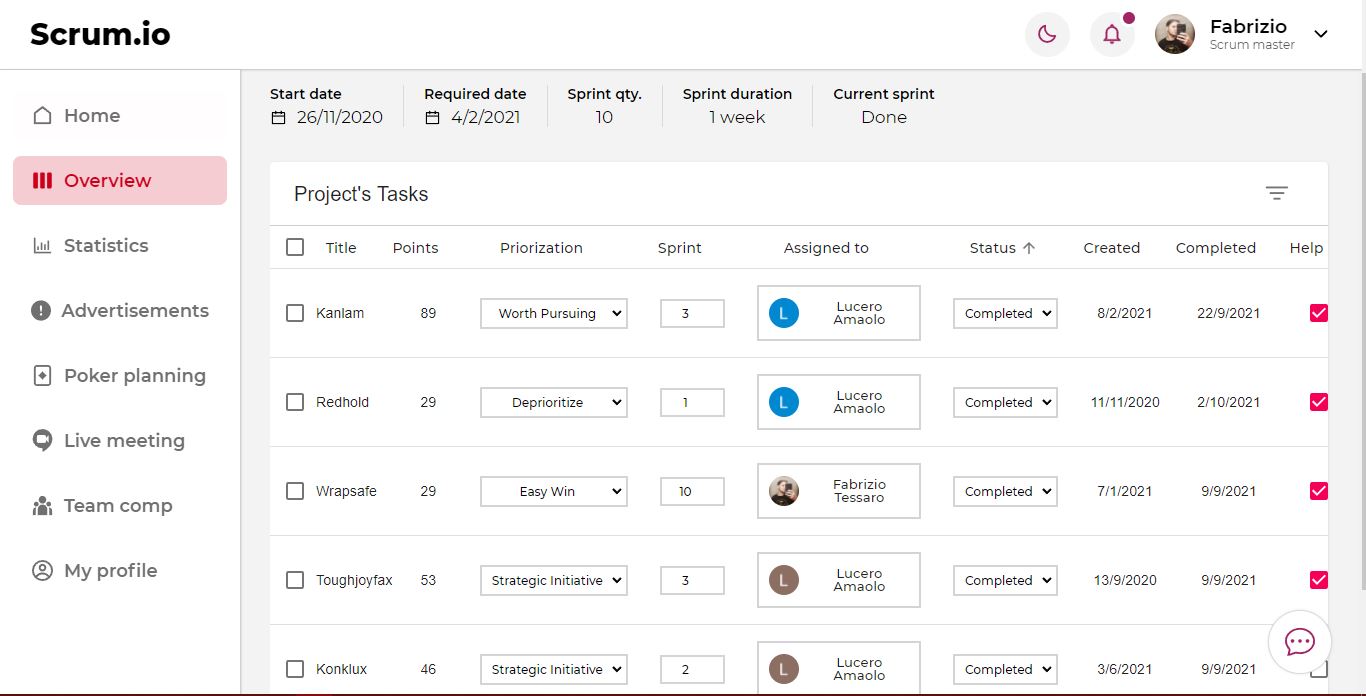 Scrum.io
Fabrizio
Scrum master
Home
Overview
Statistics
Advertisements
Poker planning
Live meeting
Team comp
My profile
Start date
26/11/2020
Required date
4/2/2021
Sprint qty.
10
Sprint duration
1 week
Current sprint
Done
Project's Tasks
Title Points Priorization Sprint Assigned to Status Created Completed Help
Kanlam 89 Worth Pursuing 3 L Lucero Amaolo Completed 8/2/2021 22/9/2021
Redhold 29 Deprioritize 1 L Lucero Amaolo Completed 11/11/2020 2/10/2021
Wrapsafe 29 Easy Win 10 Fabrizio Tessaro Completed 7/1/2021 9/9/2021
Toughjoyfax 53 Strategic Initiative 3 L Lucero Amaolo Completed 13/9/2020 9/9/2021
Konklux 46 Strategic Initiative 2 L Lucero Amaolo Completed 3/6/2021 9/9/2021